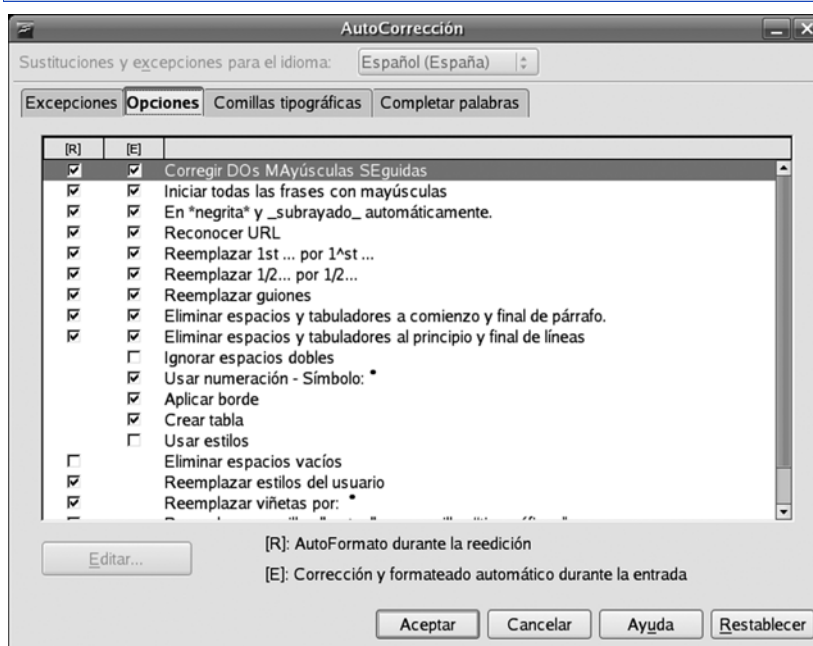 AutoCorrección
Sustituciones y excepciones para el idioma: Español (España)
Excepciones Opciones Comillas tipográficas Completar palabras
[R] [E]
Corregir DOs MAyúsculas SEguidas
Iniciar todas las frases con mayúsculas
En *negrita* y _subrayado_ automáticamente.
Reconocer URL
Reemplazar 1st ... por 1^st ...
Reemplazar 1/2... por 1/2...
Reemplazar guiones
Eliminar espacios y tabuladores a comienzo y final de párrafo.
Eliminar espacios y tabuladores al principio y final de líneas
Ignorar espacios dobles
Usar numeración - Símbolo: •
Aplicar borde
Crear tabla
Usar estilos
Eliminar espacios vacíos
Reemplazar estilos del usuario
Reemplazar viñetas por: •
Editar...
[R]: AutoFormato durante la reedición
[E]: Corrección y formateado automático durante la entrada
Aceptar Cancelar Ayuda Restablecer